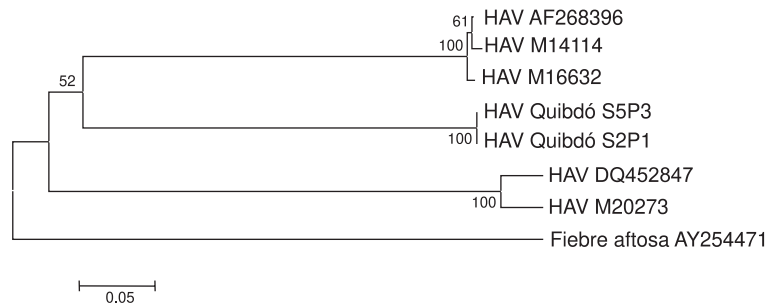 HAV AF268396
61
HAV M14114
100
HAV M16632
52
HAV Quibdó S5P3
HAV Quibdó S2P1
100
HAV DQ452847
HAV M20273
100
Fiebre aftosa AY254471
0.05